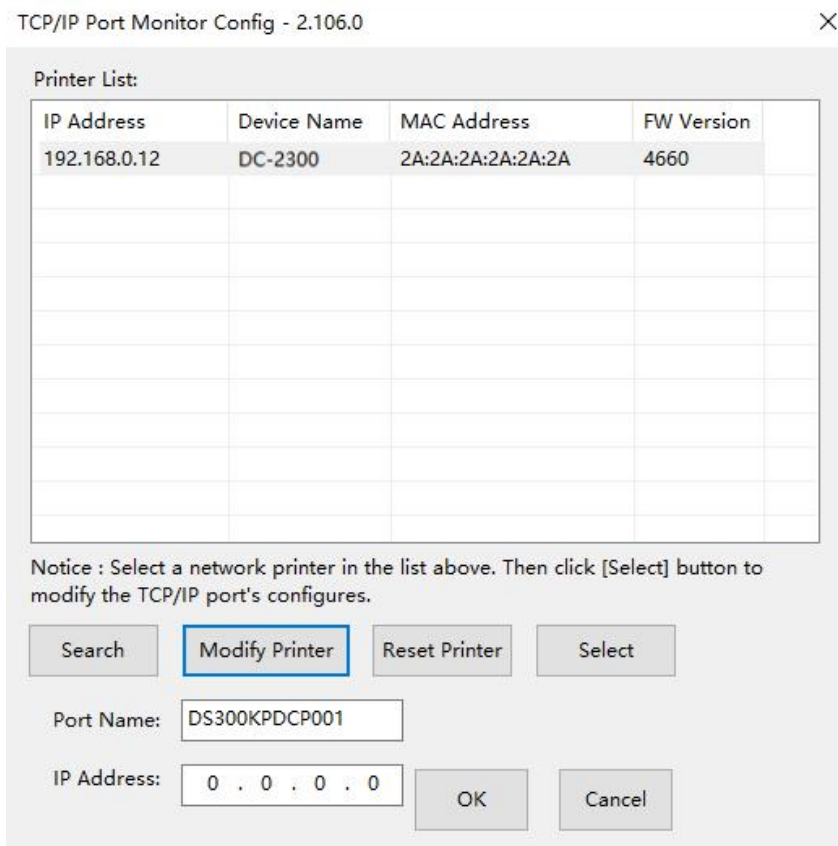 TCP/IP Port Monitor Config - 2.106.0
Printer List:
IP Address Device Name MAC Address FW Version
192.168.0.12 DC-2300 2A:2A:2A:2A:2A:2A 4660
Notice : Select a network printer in the list above. Then click [Select] button to
modify the TCP/IP port's configures.
Search Modify Printer Reset Printer Select
Port Name: DS300KPDCP001
IP Address: 0 . 0 . 0 . 0
OK Cancel